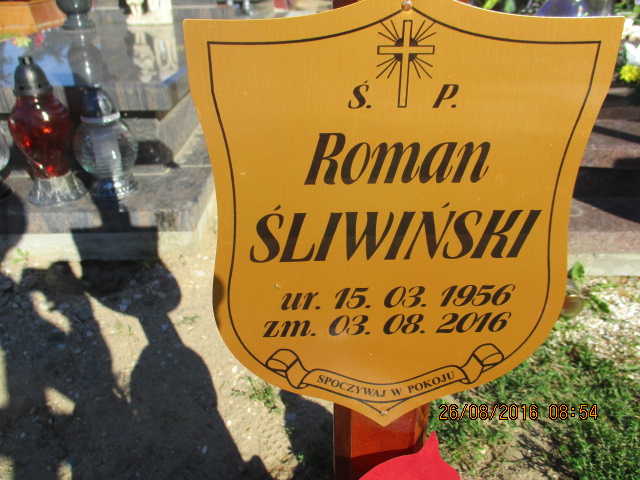 Ś. P.
Roman
ŚLIWIŃSKI
ur. 15. 03. 1956
zm. 03. 08. 2016
SPOCZYWAJ W POKOJU
26/08/2016 08:54